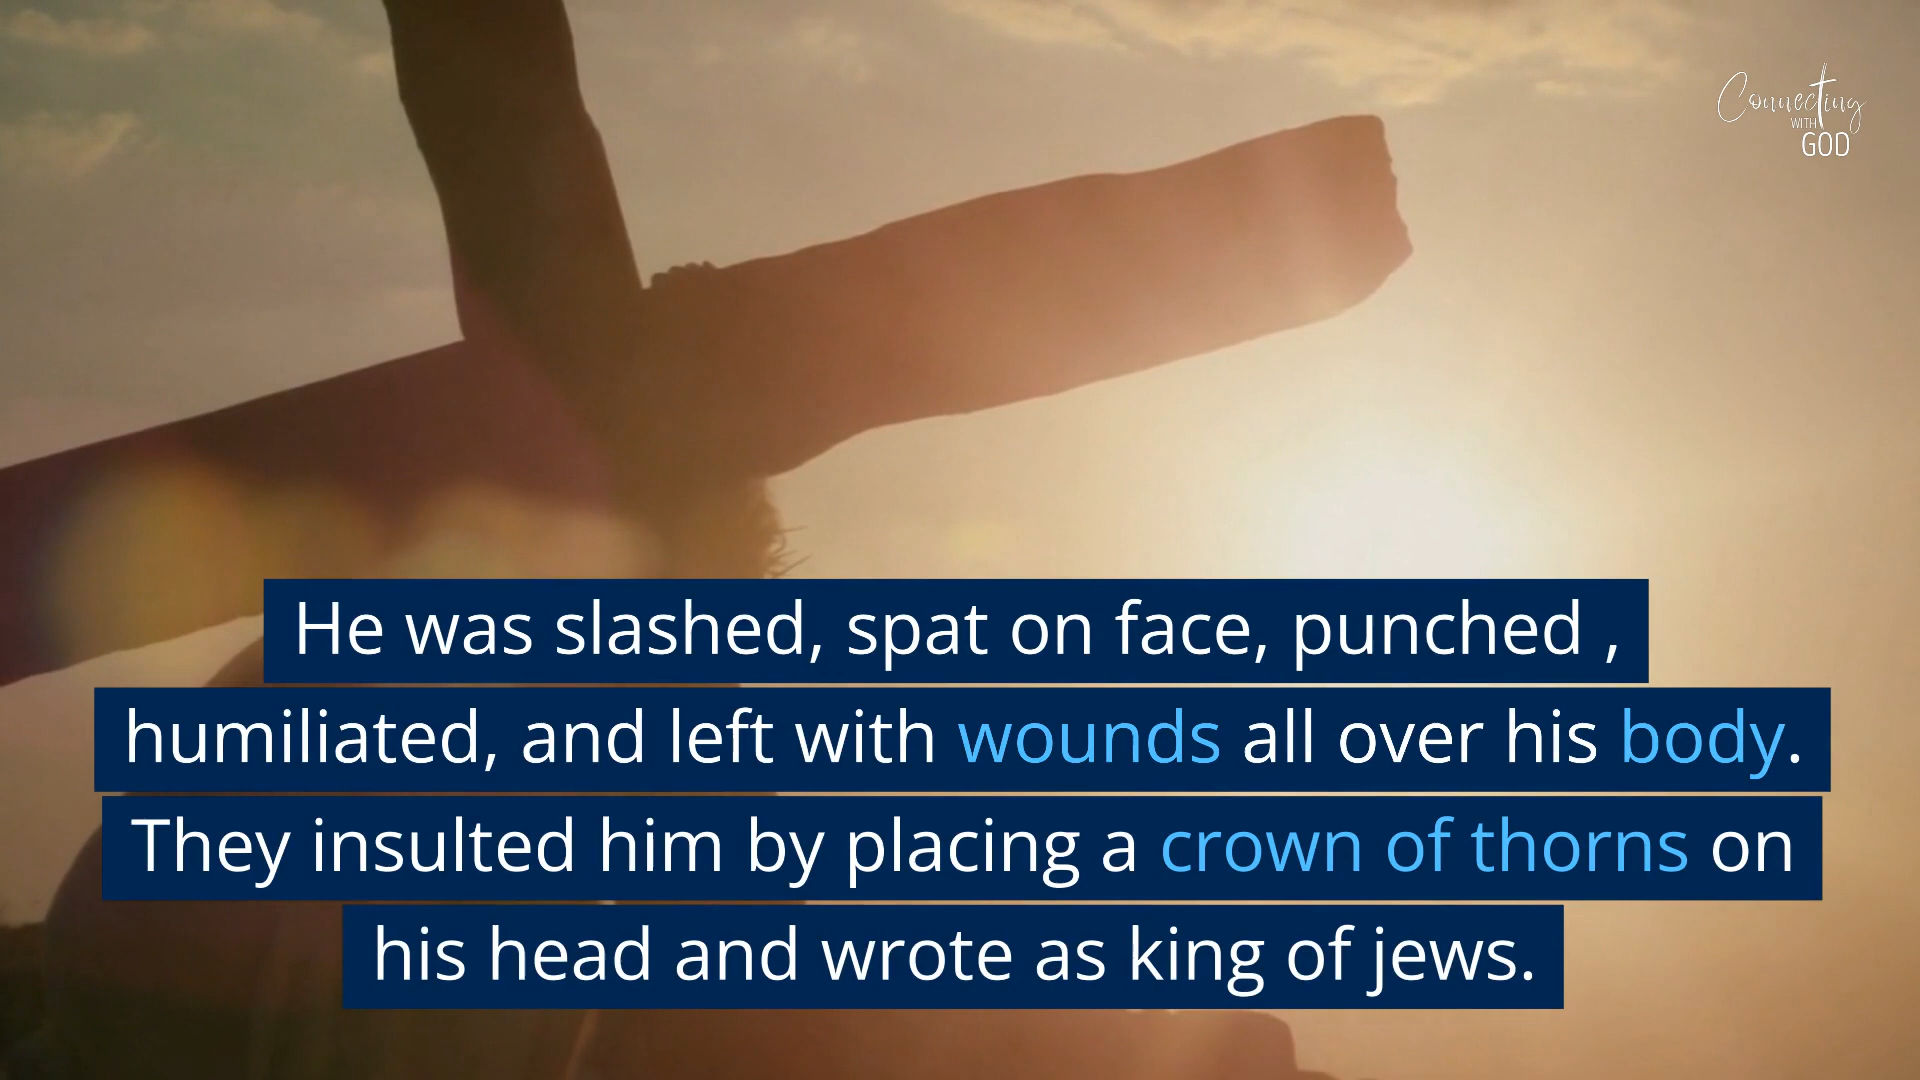 Connecting
WITH
GOD
He was slashed, spat on face, punched ,
humiliated, and left with wounds all over his body.
They insulted him by placing a crown of thorns on
his head and wrote as king of jews.